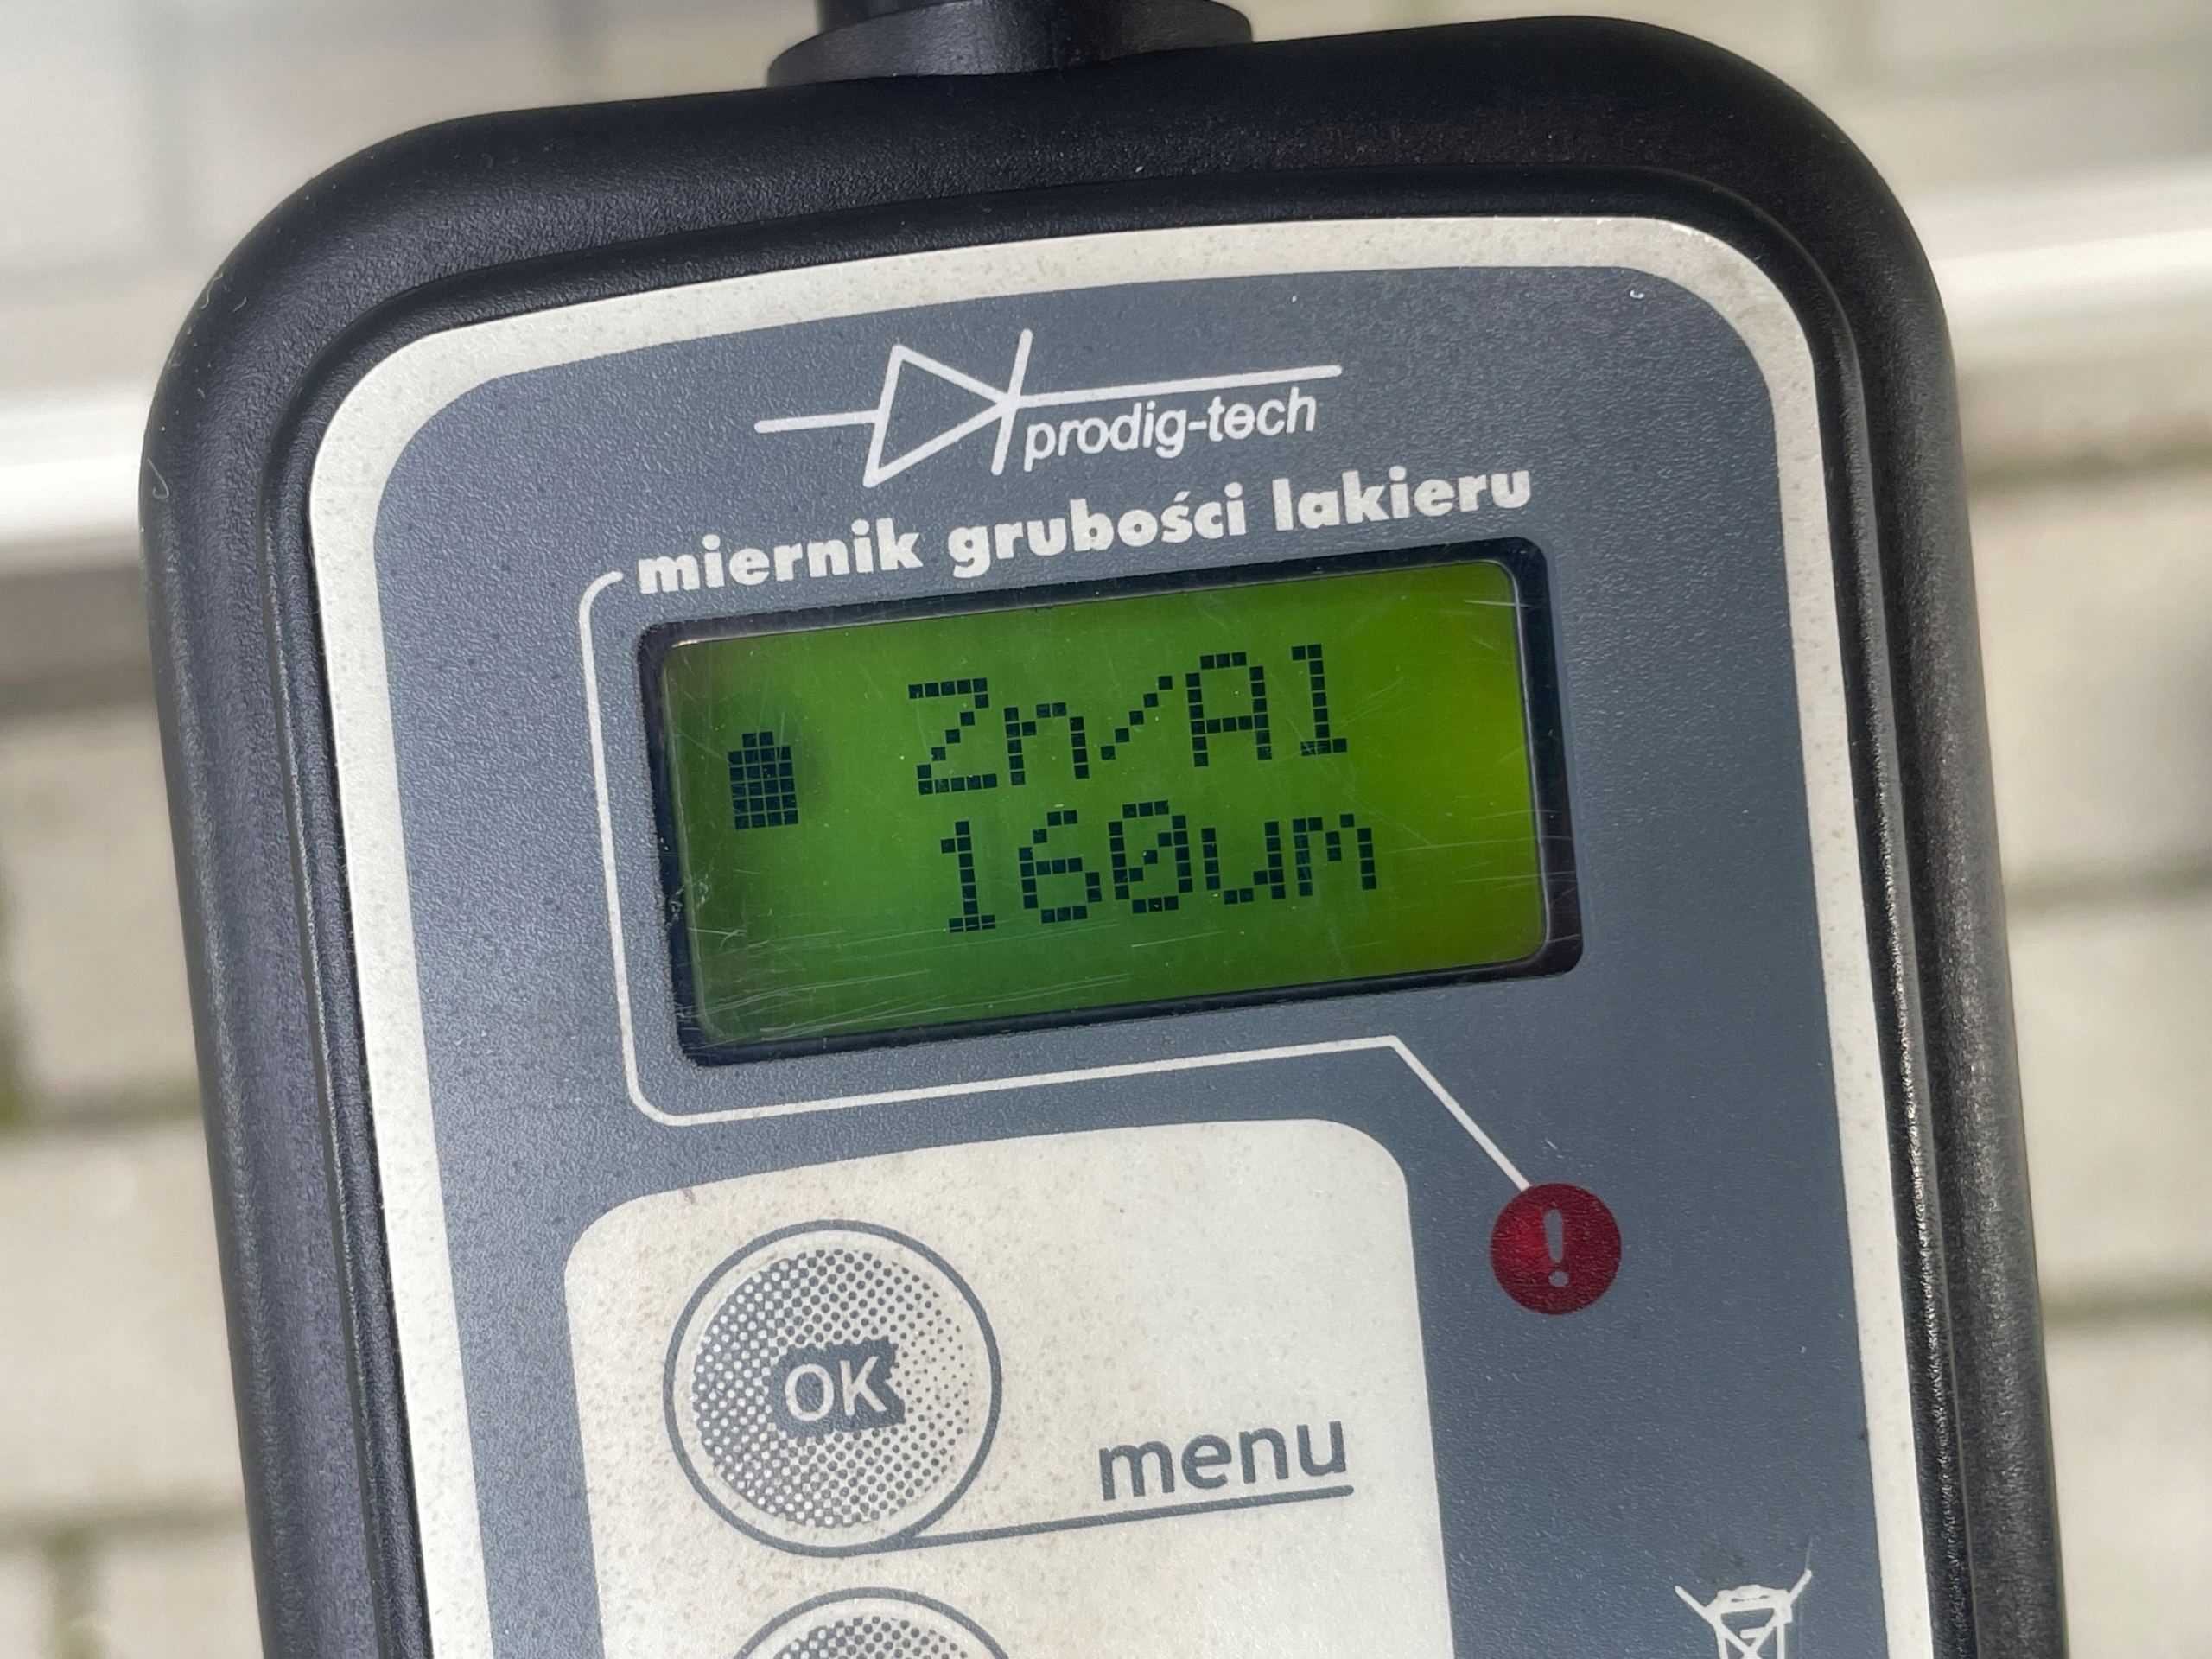 prodig-tech
miernik grubości lakieru
Zn/Al
160um
!
OK
menu